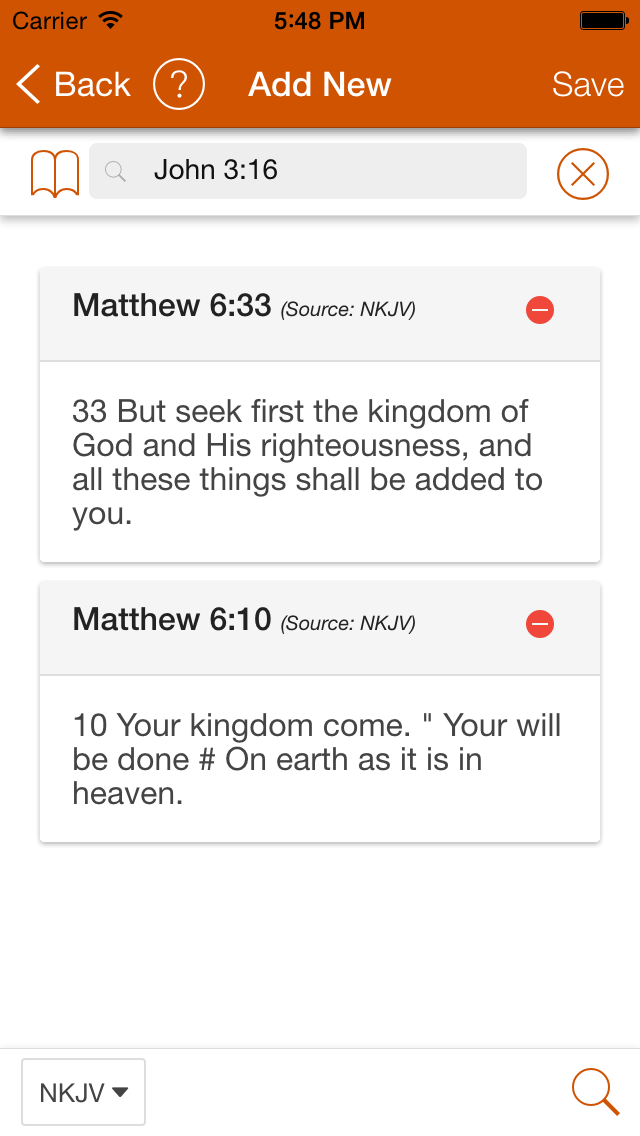 Carrier 5:48 PM
Back ? Add New Save
John 3:16
Matthew 6:33 (Source: NKJV)
33 But seek first the kingdom of
God and His righteousness, and
all these things shall be added to
you.
Matthew 6:10 (Source: NKJV)
10 Your kingdom come. " Your will
be done # On earth as it is in
heaven.
NKJV